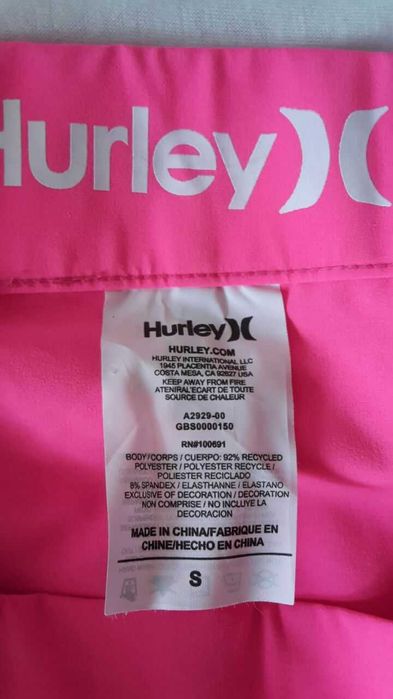 Hurley
Hurley
HURLEY.COM
HURLEY INTERNATIONAL LLC
1945 PLACENTIA AVENUE
COSTA MESA, CA 92627 USA
KEEP AWAY FROM FIRE
ATENIRAL'ECART DE TOUTE
SOURCE DE CHALEUR
A2929-00
GBS0000150
RN#100691
BODY/CORPS / CUERPO: 92% RECYCLED
POLYESTER / POLYESTER RECYCLE /
POLIESTER RECICLADO
8% SPANDEX / ELASTHANNE / ELASTANO
EXCLUSIVE OF DECORATION / DECORATION
NON COMPRISE / NO INCLUYE LA
DECORACION
MADE IN CHINA/FABRIQUE EN
CHINE/HECHO EN CHINA
S